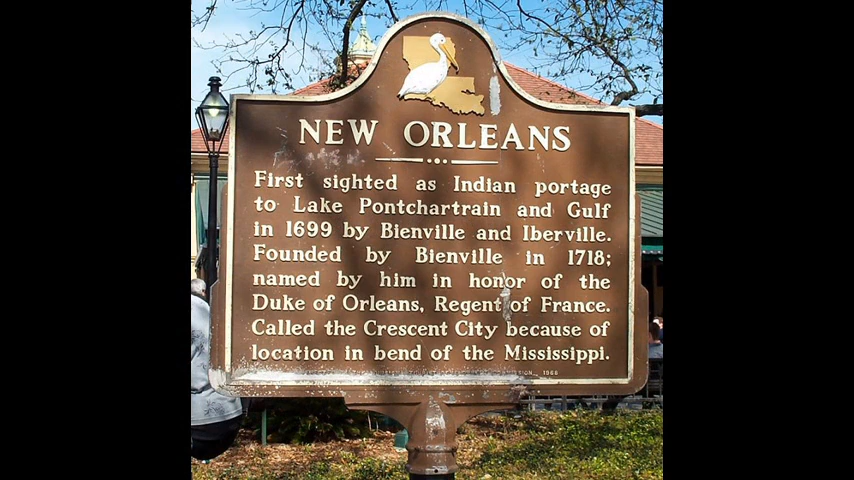 NEW ORLEANS
First sighted as Indian portage
to Lake Pontchartrain and Gulf
in 1699 by Bienville and Iberville.
Founded by Bienville in 1718;
named by him in honor of the
Duke of Orleans, Regent of France.
Called the Crescent City because of
location in bend of the Mississippi.
1968